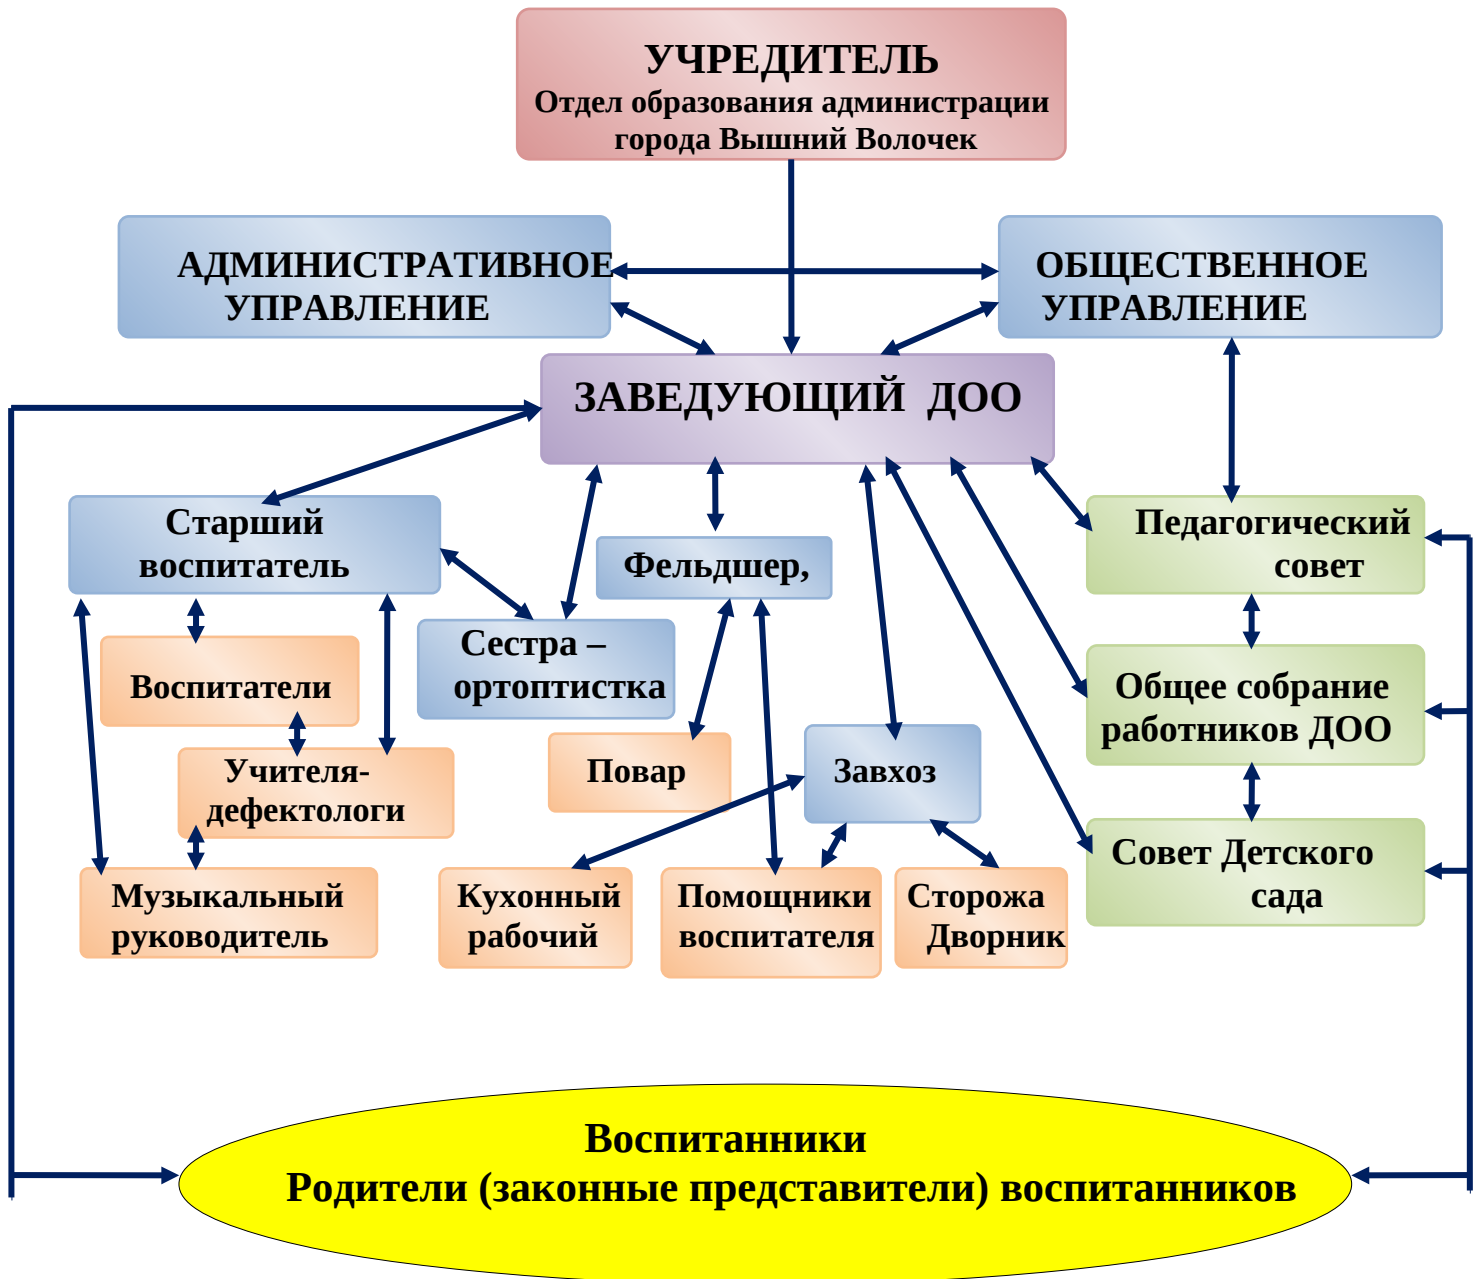 УЧРЕДИТЕЛЬ
Отдел образования администрации
города Вышний Волочек
АДМИНИСТРАТИВНОЕ
УПРАВЛЕНИЕ
ОБЩЕСТВЕННОЕ
УПРАВЛЕНИЕ
ЗАВЕДУЮЩИЙ ДОО
Старший
воспитатель
Фельдшер,
Педагогический
совет
Сестра –
ортоптистка
Воспитатели
Общее собрание
работников ДОО
Учителя-
дефектологи
Повар
Завхоз
Совет Детского
сада
Музыкальный
руководитель
Кухонный
рабочий
Помощники
воспитателя
Сторожа
Дворник
Воспитанники
Родители (законные представители) воспитанников